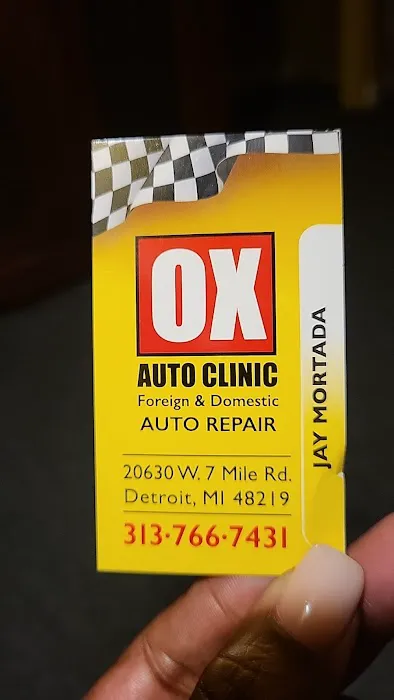 OX
AUTO CLINIC
Foreign & Domestic
AUTO REPAIR
20630 W. 7 Mile Rd.
Detroit, MI 48219
313·766·7431
JAY MORTADA